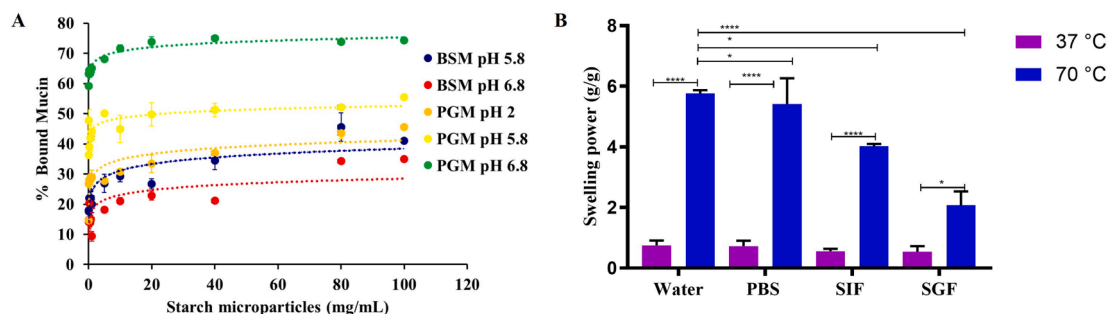 A
% Bound Mucin
80
70
60
50
40
30
20
10
0
0 20 40 60 80 100 120
Starch microparticles (mg/mL)
BSM pH 5.8
BSM pH 6.8
PGM pH 2
PGM pH 5.8
PGM pH 6.8
B
Swelling power (g/g)
8
6
4
2
0
****
*
*
**** **** **** *
Water PBS SIF SGF
37 °C
70 °C